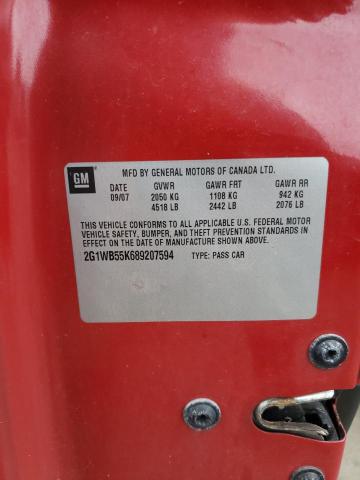 GM
MFD BY GENERAL MOTORS OF CANADA LTD.
DATE GVWR GAWR FRT GAWR RR
09/07 2050 KG 1108 KG 942 KG
4518 LB 2442 LB 2076 LB
THIS VEHICLE CONFORMS TO ALL APPLICABLE U.S. FEDERAL MOTOR
VEHICLE SAFETY, BUMPER, AND THEFT PREVENTION STANDARDS IN
EFFECT ON THE DATE OF MANUFACTURE SHOWN ABOVE.
2G1WB55K689207594 TYPE: PASS CAR